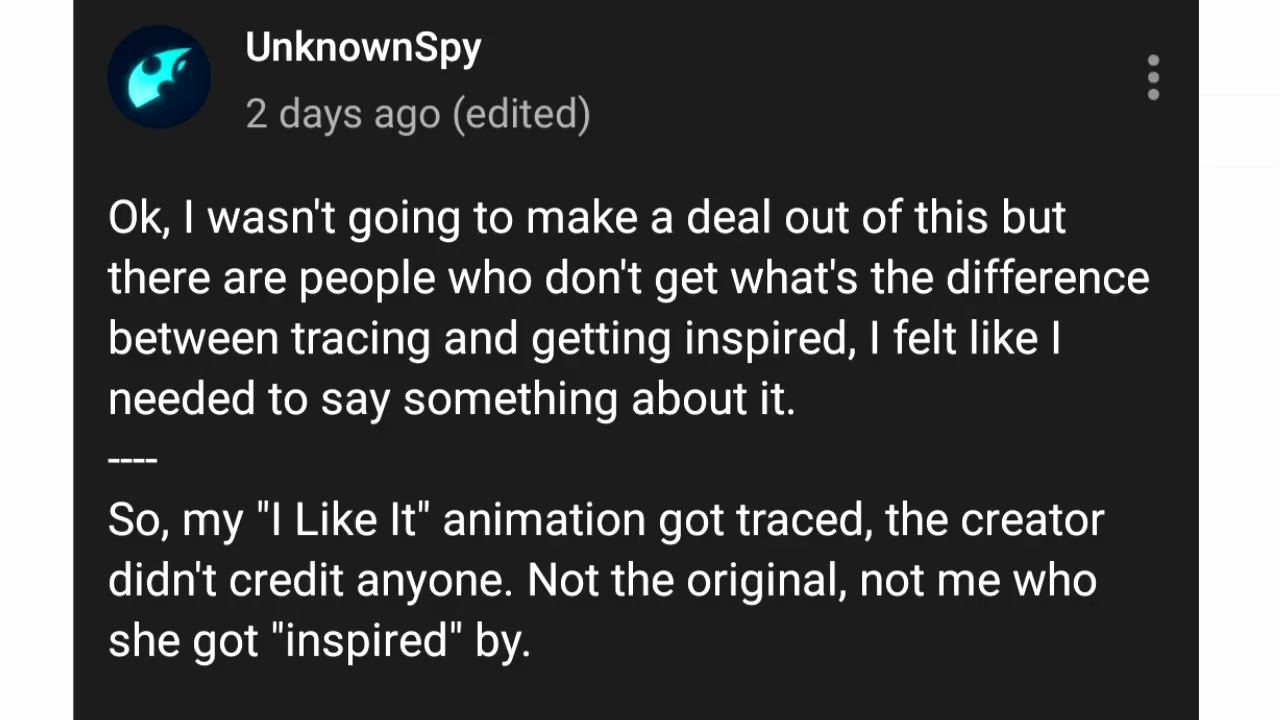 UnknownSpy
2 days ago (edited)
Ok, I wasn't going to make a deal out of this but
there are people who don't get what's the difference
between tracing and getting inspired, I felt like I
needed to say something about it.
----
So, my "I Like It" animation got traced, the creator
didn't credit anyone. Not the original, not me who
she got "inspired" by.